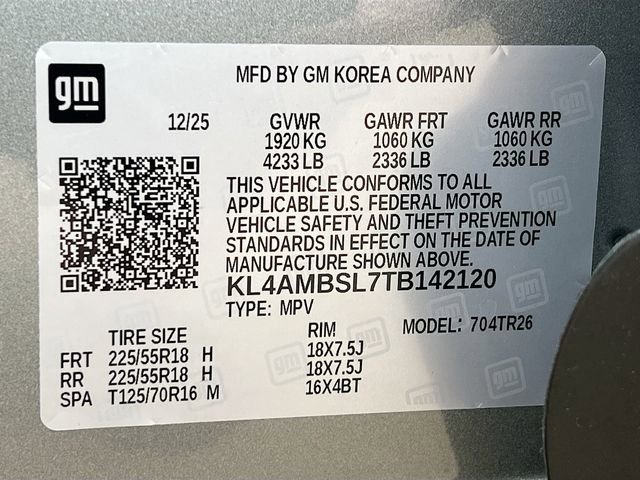 gm
MFD BY GM KOREA COMPANY
12/25 GVWR GAWR FRT GAWR RR
1920 KG 1060 KG 1060 KG
4233 LB 2336 LB 2336 LB
THIS VEHICLE CONFORMS TO ALL
APPLICABLE U.S. FEDERAL MOTOR
VEHICLE SAFETY AND THEFT PREVENTION
STANDARDS IN EFFECT ON THE DATE OF
MANUFACTURE SHOWN ABOVE.
KL4AMBSL7TB142120
TYPE: MPV
TIRE SIZE RIM MODEL: 704TR26
FRT 225/55R18 H 18X7.5J
RR 225/55R18 H 18X7.5J
SPA T125/70R16 M 16X4BT